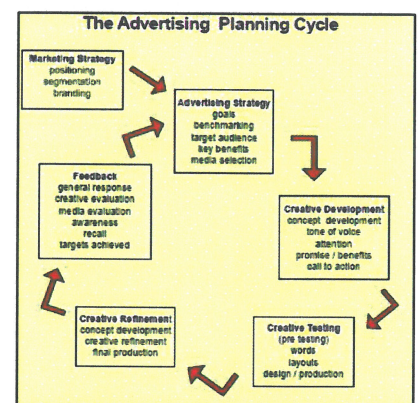 The Advertising Planning Cycle
Marketing Strategy
positioning
segmentation
branding
Advertising Strategy
goals
benchmarking
target audience
key benefits
media selection
Creative Development
concept development
tone of voice
attention
promise / benefits
call to action
Creative Testing
(pre testing)
words
layouts
design / production
Creative Refinement
concept development
creative refinement
final production
Feedback
general response
creative evaluation
media evaluation
awareness
recall
targets achieved